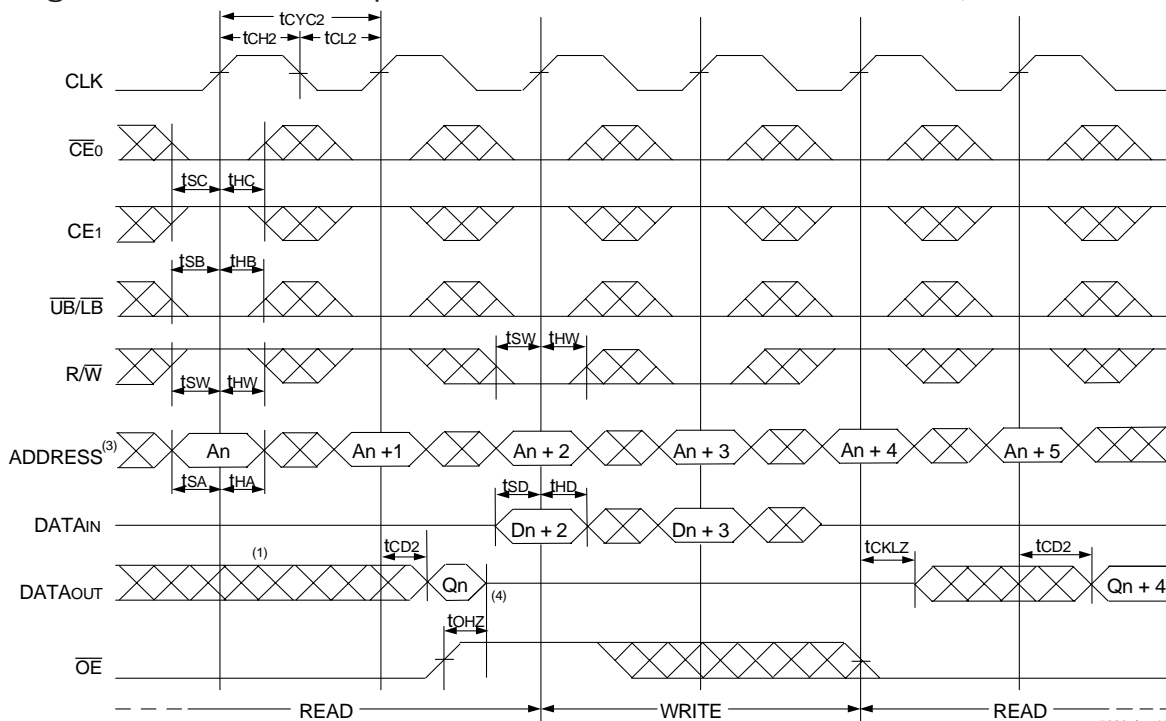 tCYC2
tCH2 tCL2
CLK
CE0
tSC tHC
CE1
tSB tHB
UB/LB
tSW tHW
R/W
tSW tHW
ADDRESS(3) An An +1 An + 2 An + 3 An + 4 An + 5
tSA tHA
tSD tHD
DATAIN Dn + 2 Dn + 3
tCD2 tCKLZ tCD2
(1)
DATAOUT Qn Qn + 4
(4)
tOHZ
OE
READ WRITE READ